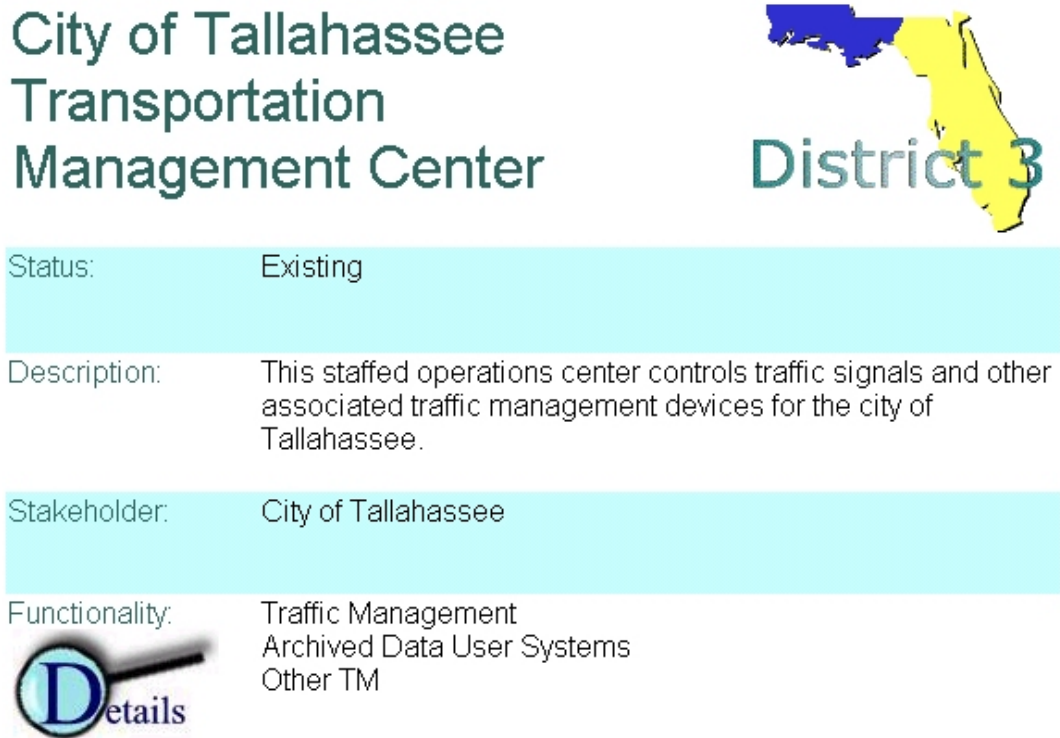 City of Tallahassee
Transportation
Management Center
District 3
Status: Existing
Description: This staffed operations center controls traffic signals and other
associated traffic management devices for the city of
Tallahassee.
Stakeholder: City of Tallahassee
Functionality: Traffic Management
Archived Data User Systems
Other TM
Details